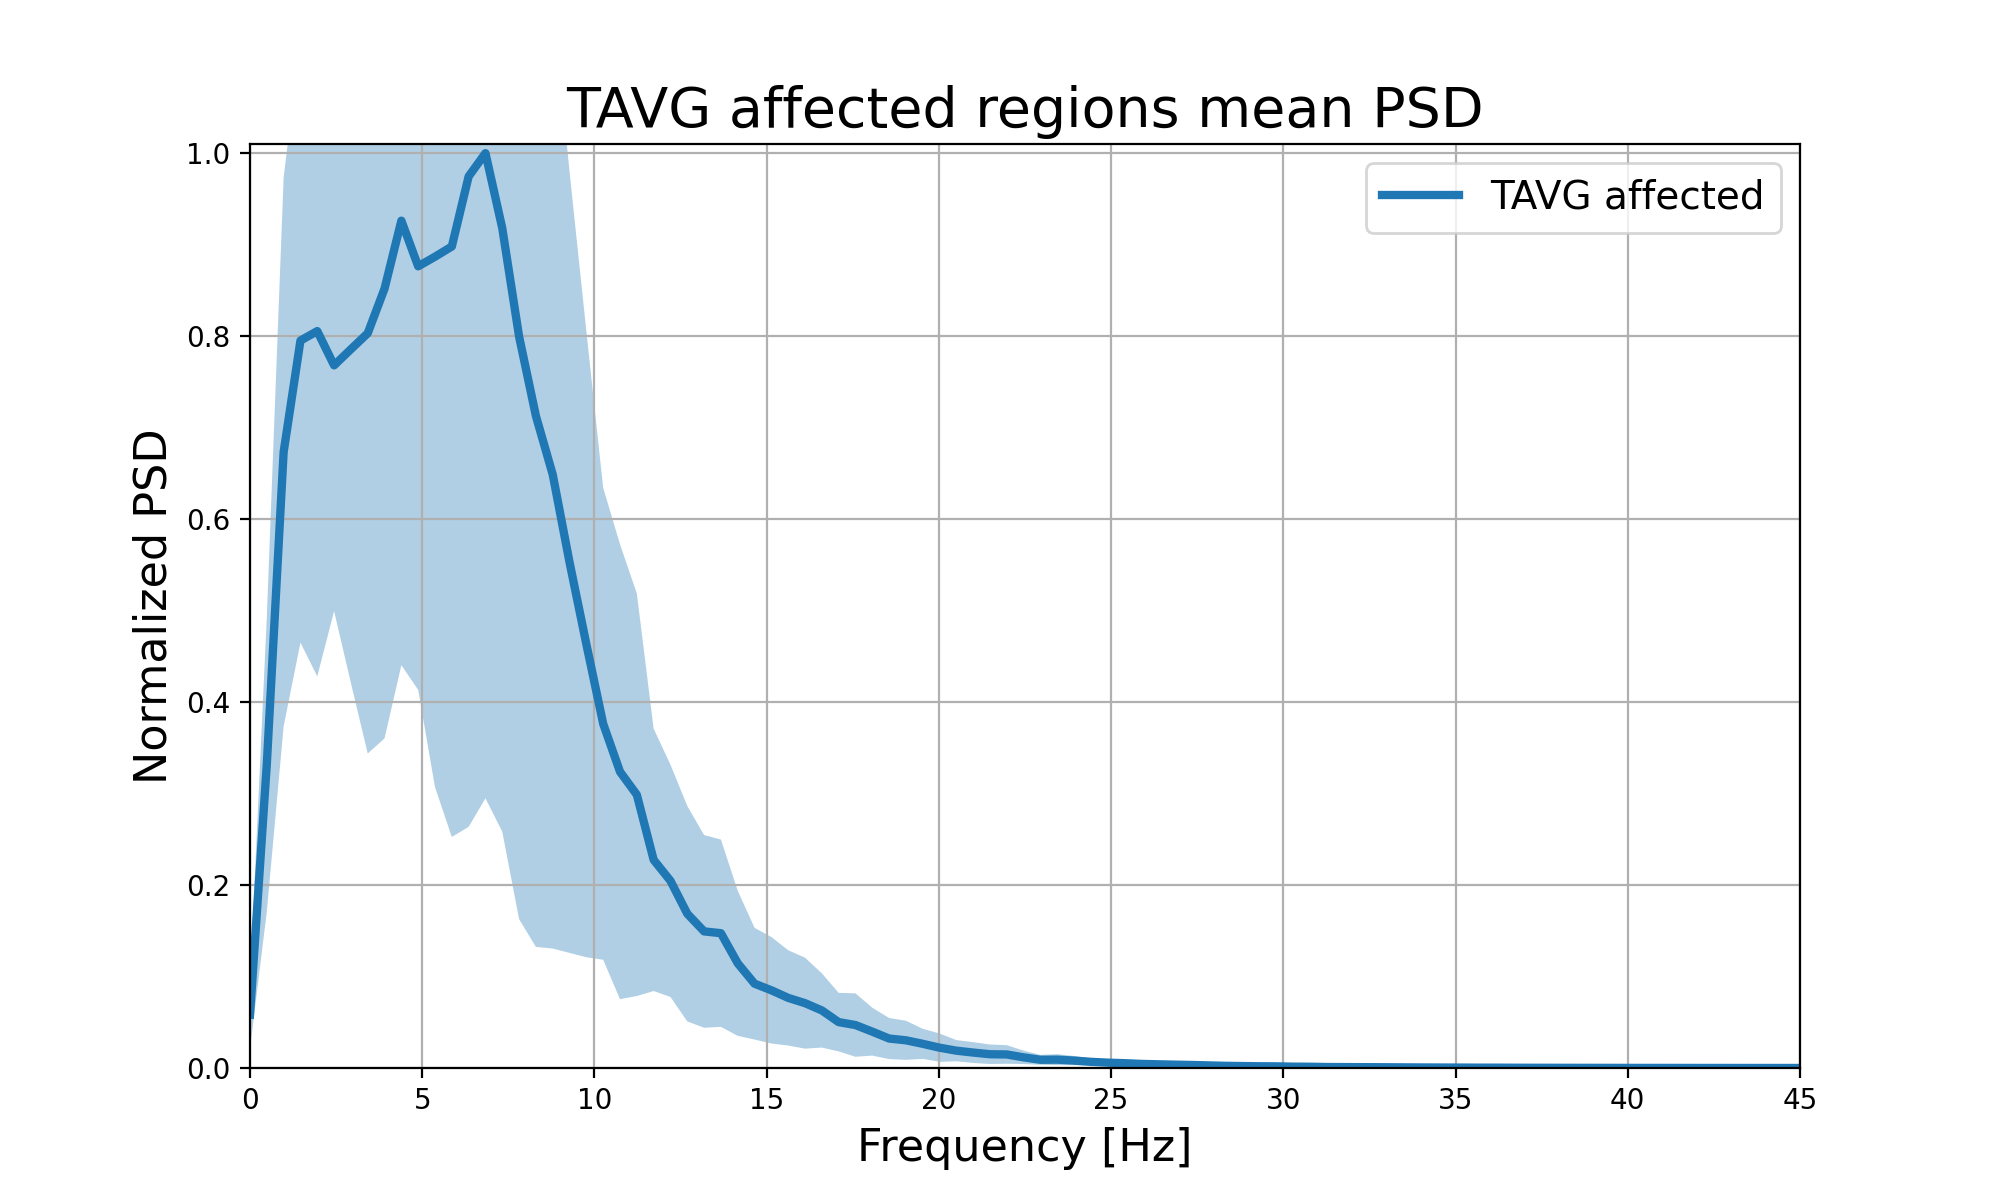 TAVG affected regions mean PSD
TAVG affected
Normalized PSD
1.0
0.8
0.6
0.4
0.2
0.0
0 5 10 15 20 25 30 35 40 45
Frequency [Hz]